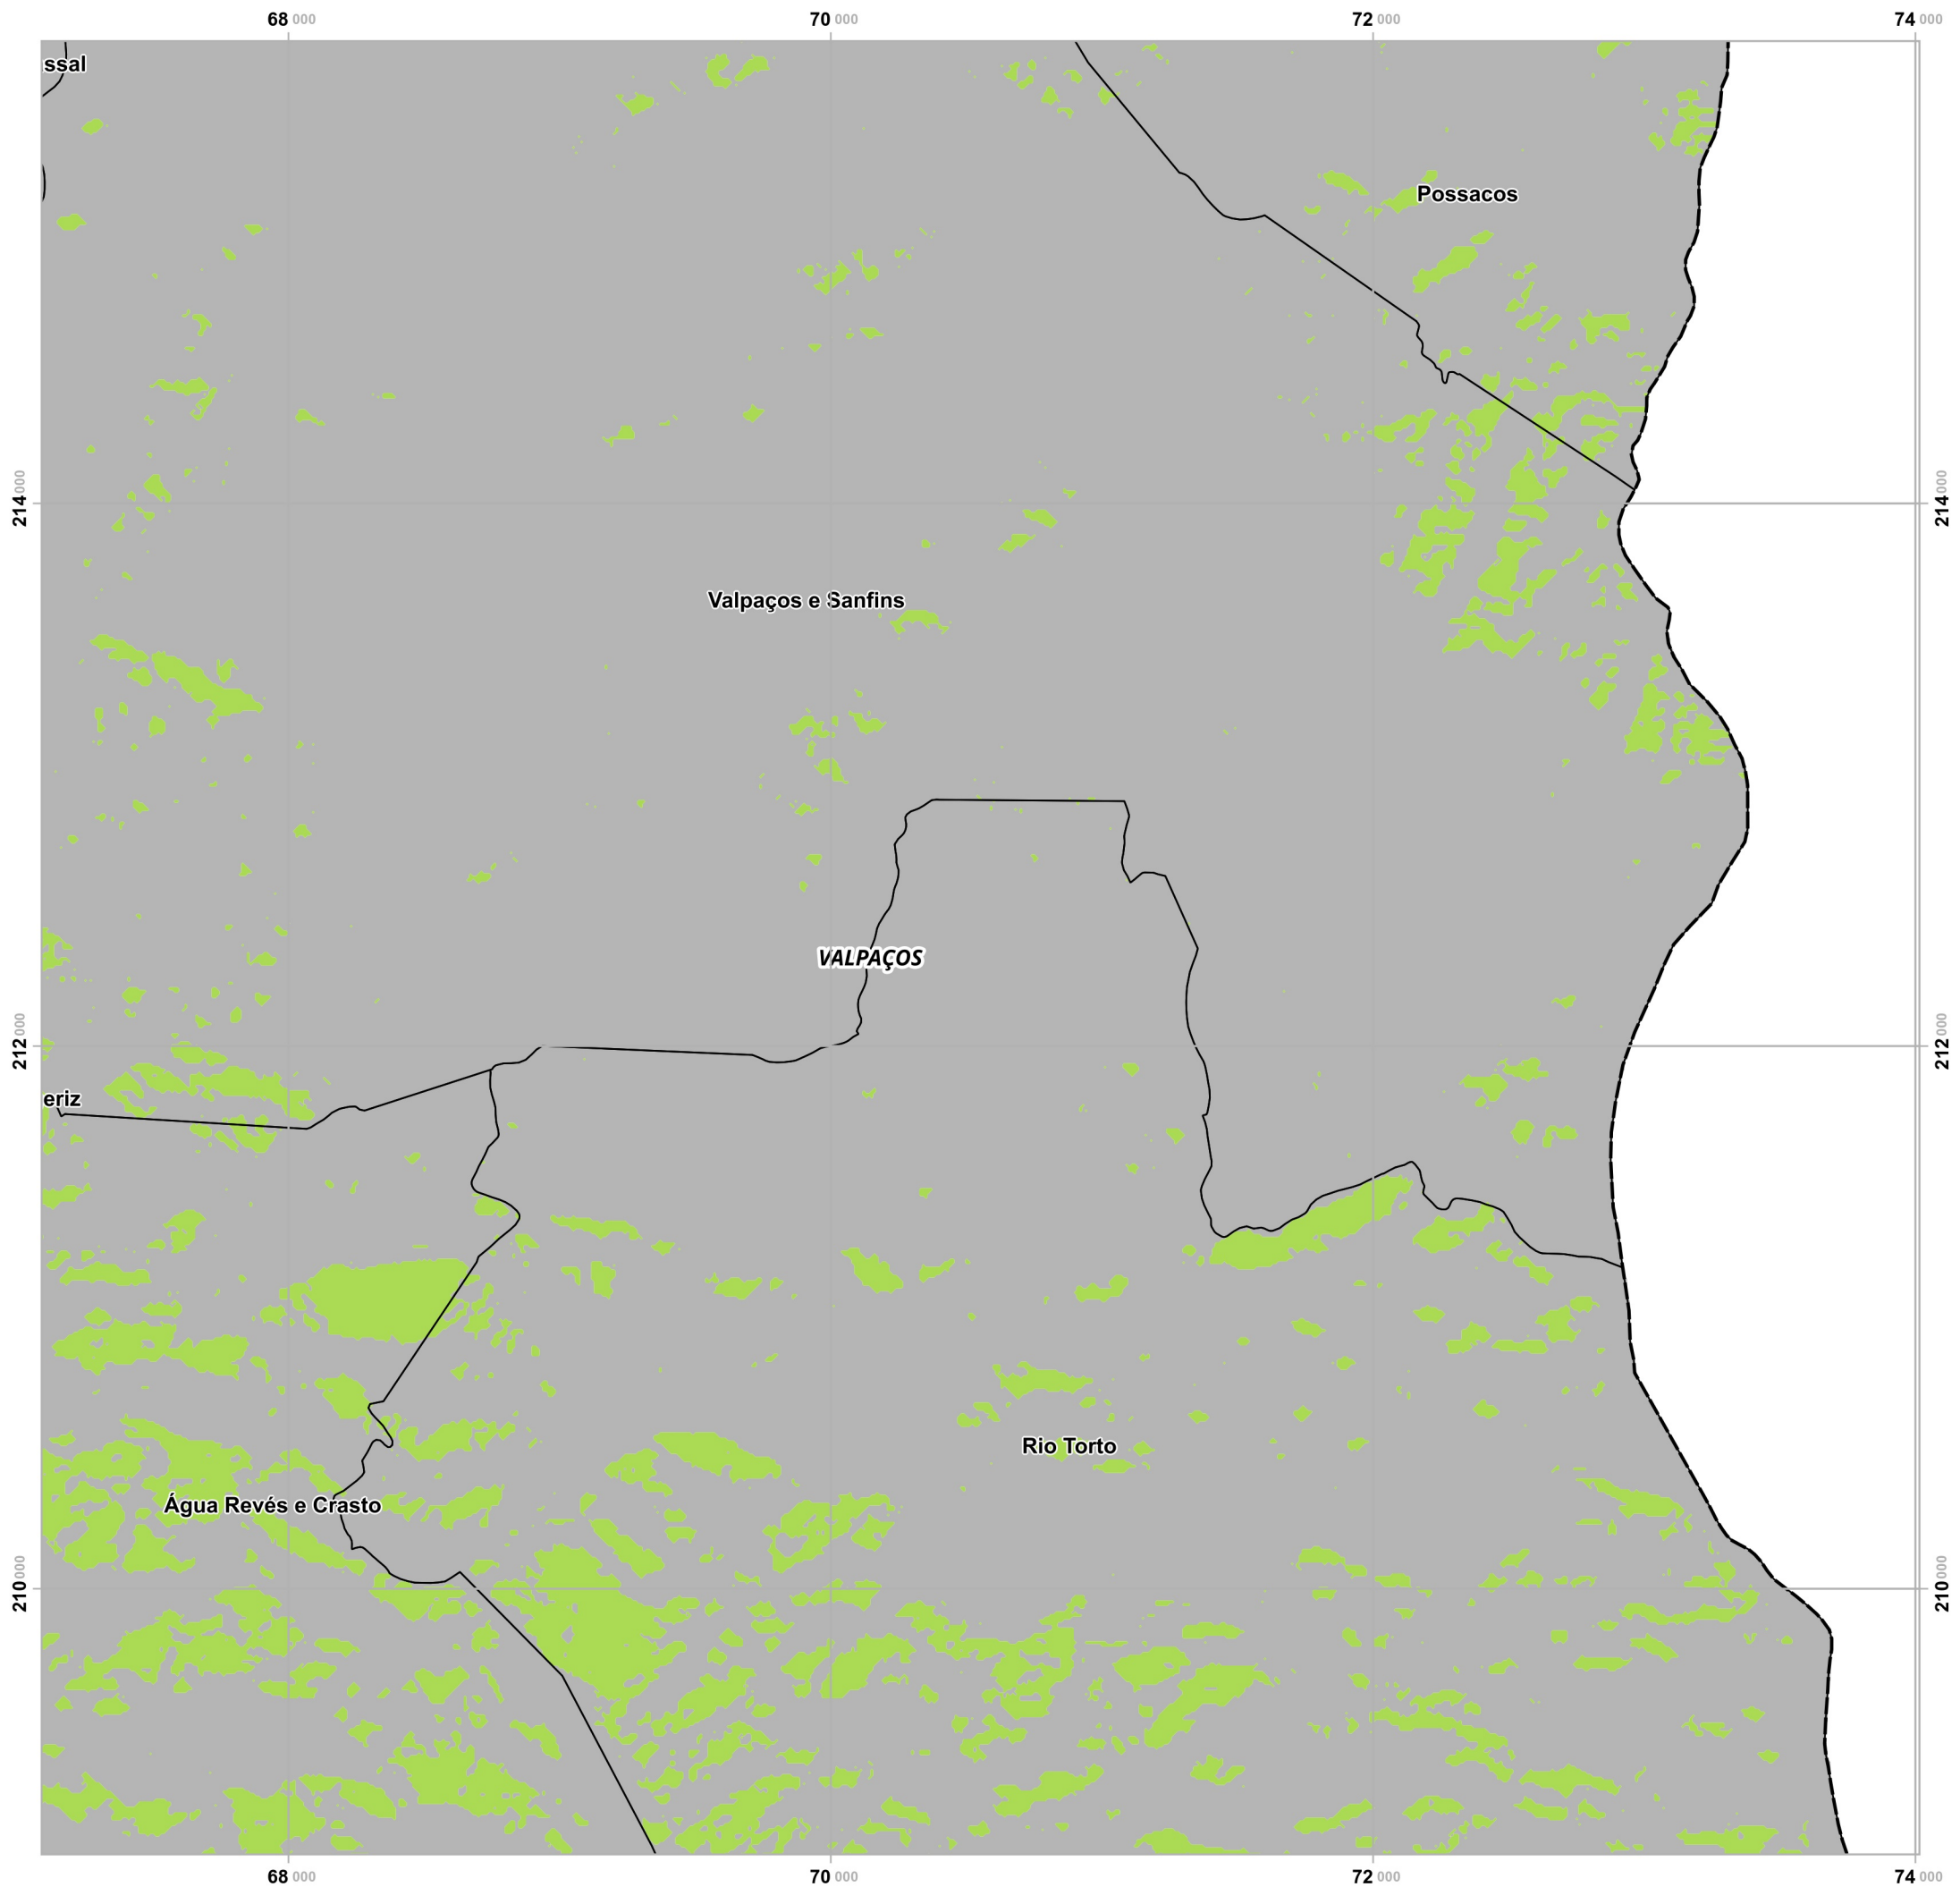 68 000 70 000 72 000 74 000
ssal
Possacos
214 000 214 000
Valpaços e Sanfins
VALPAÇOS
212 000 212 000
eriz
Rio Torto
Água Revés e Crasto
210 000 210 000
68 000 70 000 72 000 74 000